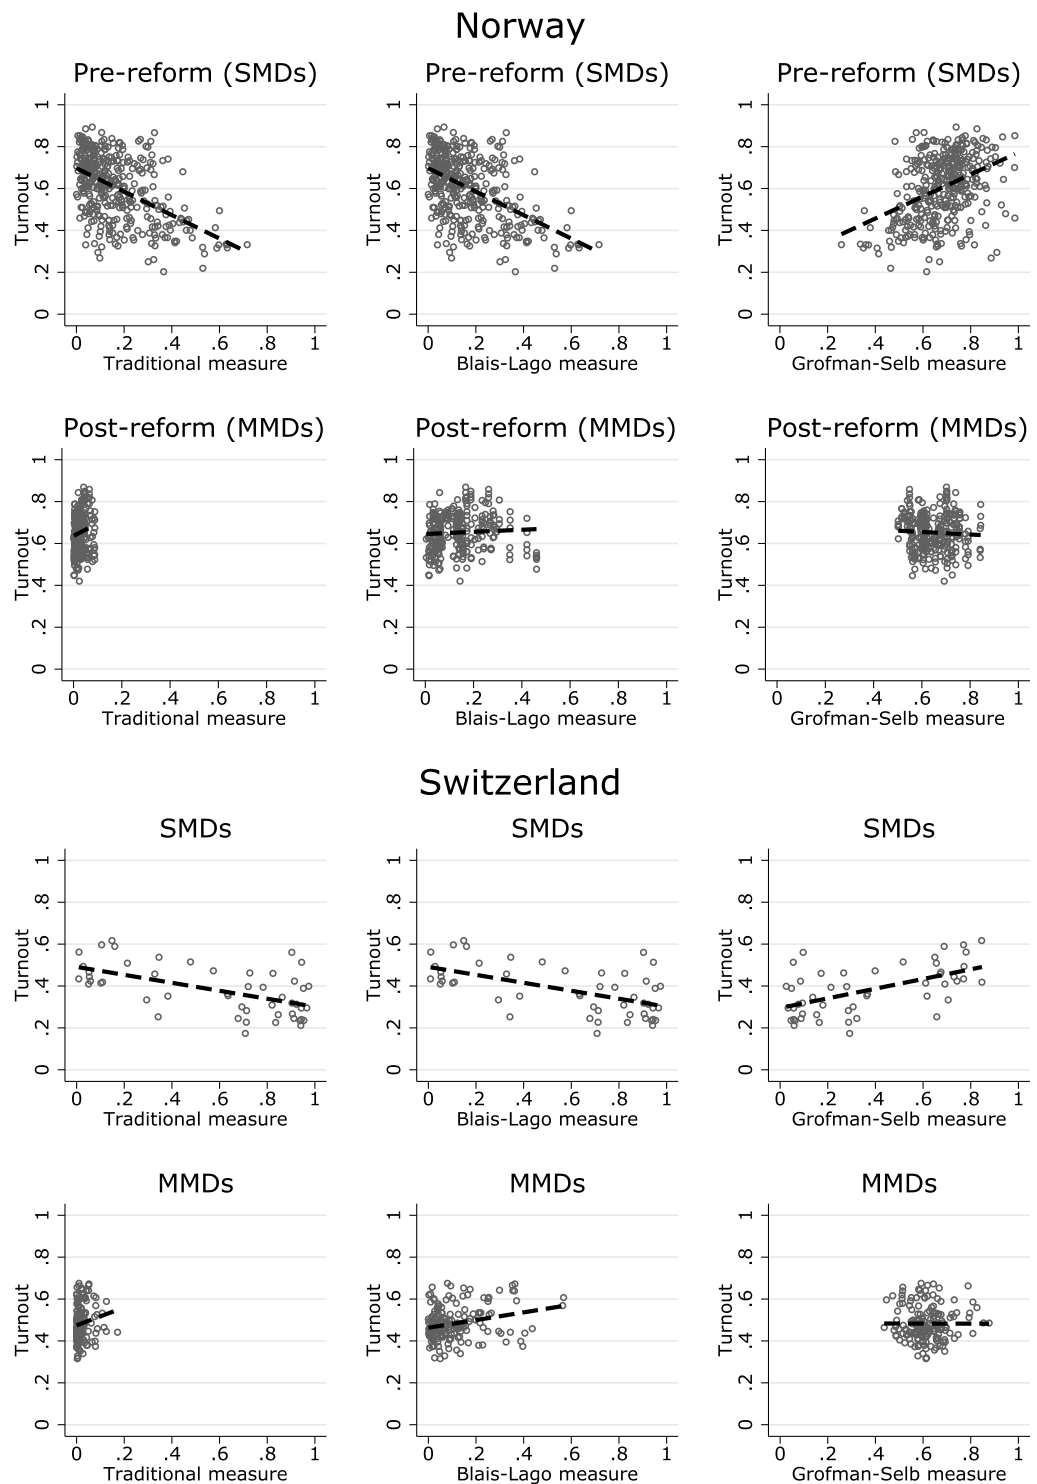 Norway
Pre-reform (SMDs) Pre-reform (SMDs) Pre-reform (SMDs)
Turnout 0 .2 .4 .6 .8 1 Turnout 0 .2 .4 .6 .8 1 Turnout 0 .2 .4 .6 .8 1
0 .2 .4 .6 .8 1 0 .2 .4 .6 .8 1 0 .2 .4 .6 .8 1
Traditional measure Blais-Lago measure Grofman-Selb measure
Post-reform (MMDs) Post-reform (MMDs) Post-reform (MMDs)
Turnout 0 .2 .4 .6 .8 1 Turnout 0 .2 .4 .6 .8 1 Turnout 0 .2 .4 .6 .8 1
0 .2 .4 .6 .8 1 0 .2 .4 .6 .8 1 0 .2 .4 .6 .8 1
Traditional measure Blais-Lago measure Grofman-Selb measure
Switzerland
SMDs SMDs SMDs
Turnout 0 .2 .4 .6 .8 1 Turnout 0 .2 .4 .6 .8 1 Turnout 0 .2 .4 .6 .8 1
0 .2 .4 .6 .8 1 0 .2 .4 .6 .8 1 0 .2 .4 .6 .8 1
Traditional measure Blais-Lago measure Grofman-Selb measure
MMDs MMDs MMDs
Turnout 0 .2 .4 .6 .8 1 Turnout 0 .2 .4 .6 .8 1 Turnout 0 .2 .4 .6 .8 1
0 .2 .4 .6 .8 1 0 .2 .4 .6 .8 1 0 .2 .4 .6 .8 1
Traditional measure Blais-Lago measure Grofman-Selb measure